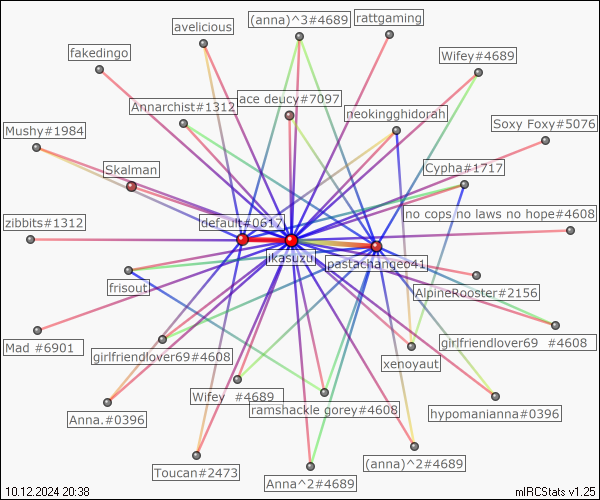 (anna)^3#4689
rattgaming
avelicious
fakedingo
Wifey#4689
ace deucy#7097
Annarchist#1312
neokingghidorah
Mushy#1984
Soxy Foxy#5076
Skalman
Cypha#1717
zibbits#1312
default#0617
no cops no laws no hope#4608
jikasuzu
pastachangeo41
frisout
AlpineRooster#2156
Mad #6901
girlfriendlover69#4608
girlfriendlover69 #4608
xenoyaut
Wifey #4689
ramshackle gorey#4608
Anna.#0396
hypomanianna#0396
Toucan#2473
(anna)^2#4689
Anna^2#4689
10.12.2024 20:38
mIRCStats v1.25